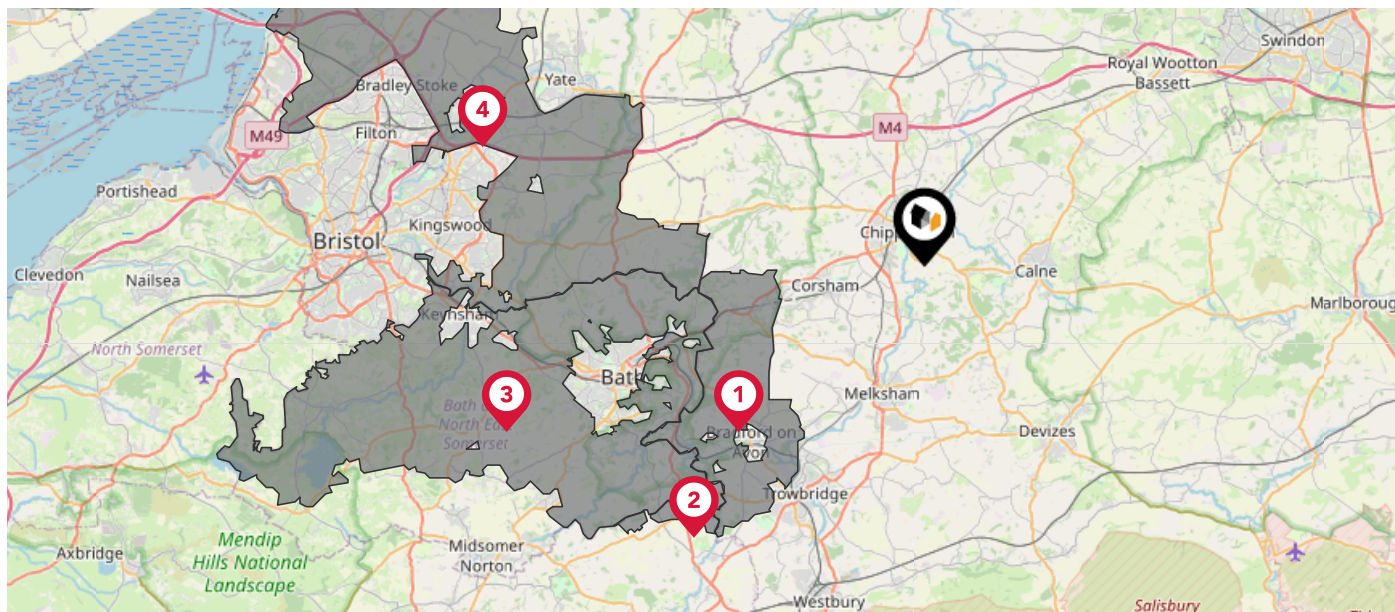 Swindon
Royal Wootton
Bassett
Bradley Stoke
Yate
4
M49
Filton
M4
Portishead
Kingswood
Bristol
Clevedon
Nailsea
Corsham
Calne
Marlboroug
Keynsham
North Somerset
Bath
3
1
Melksham
Bath
North East
Somerset
Bradford on
Avon
Devizes
2
Trowbridge
Mendip
Hills National
Landscape
Axbridge
Midsomer
Norton
Westbury
Salisbury